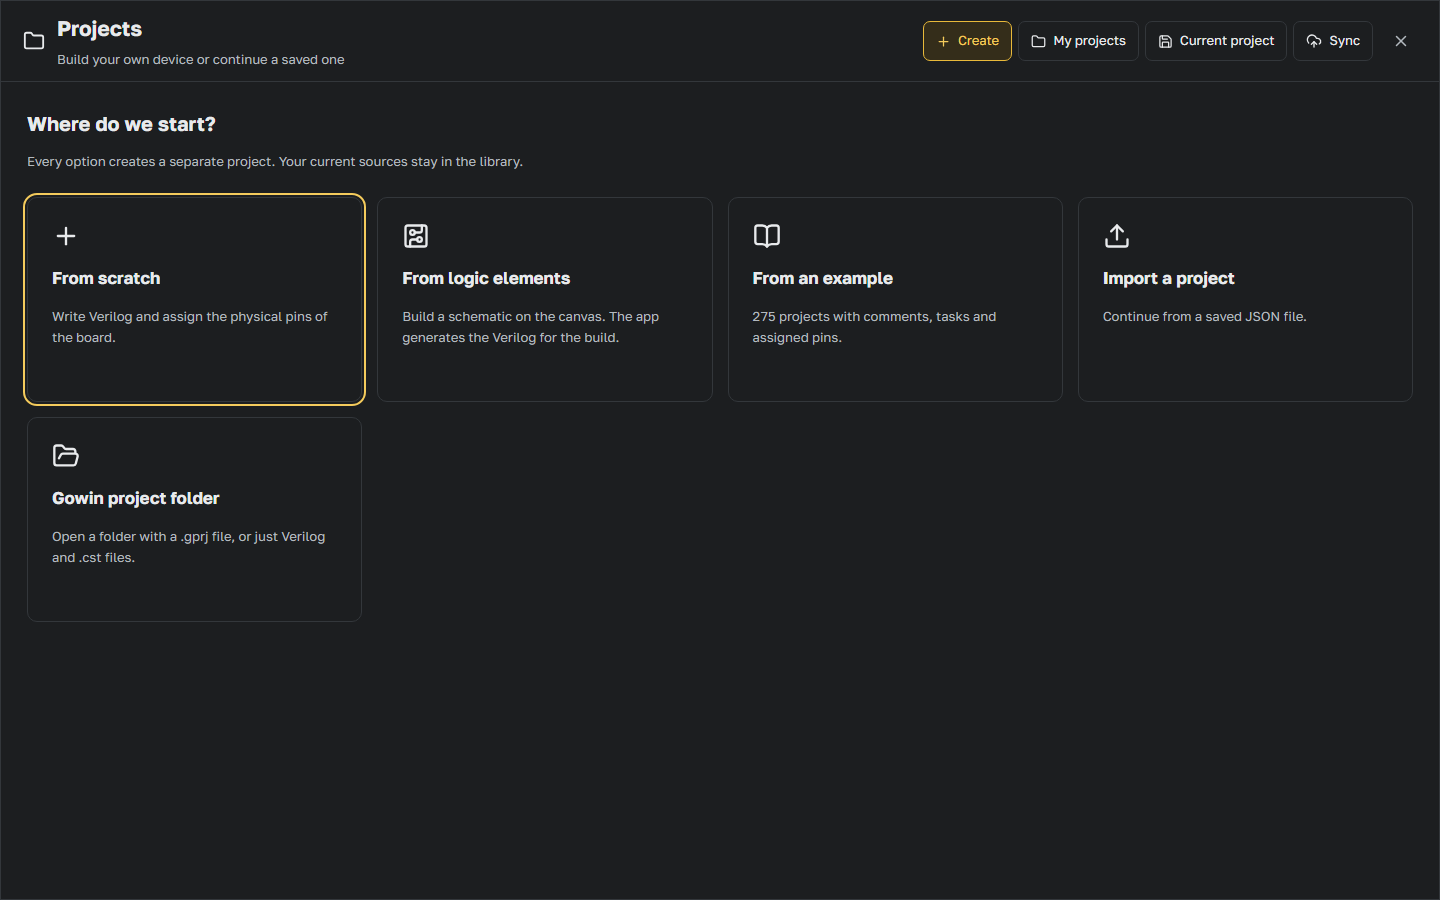 Projects
Build your own device or continue a saved one
Create
My projects
Current project
Sync
Where do we start?
Every option creates a separate project. Your current sources stay in the library.
From scratch
Write Verilog and assign the physical pins of
the board.
From logic elements
Build a schematic on the canvas. The app
generates the Verilog for the build.
From an example
275 projects with comments, tasks and
assigned pins.
Import a project
Continue from a saved JSON file.
Gowin project folder
Open a folder with a .gprj file, or just Verilog
and .cst files.